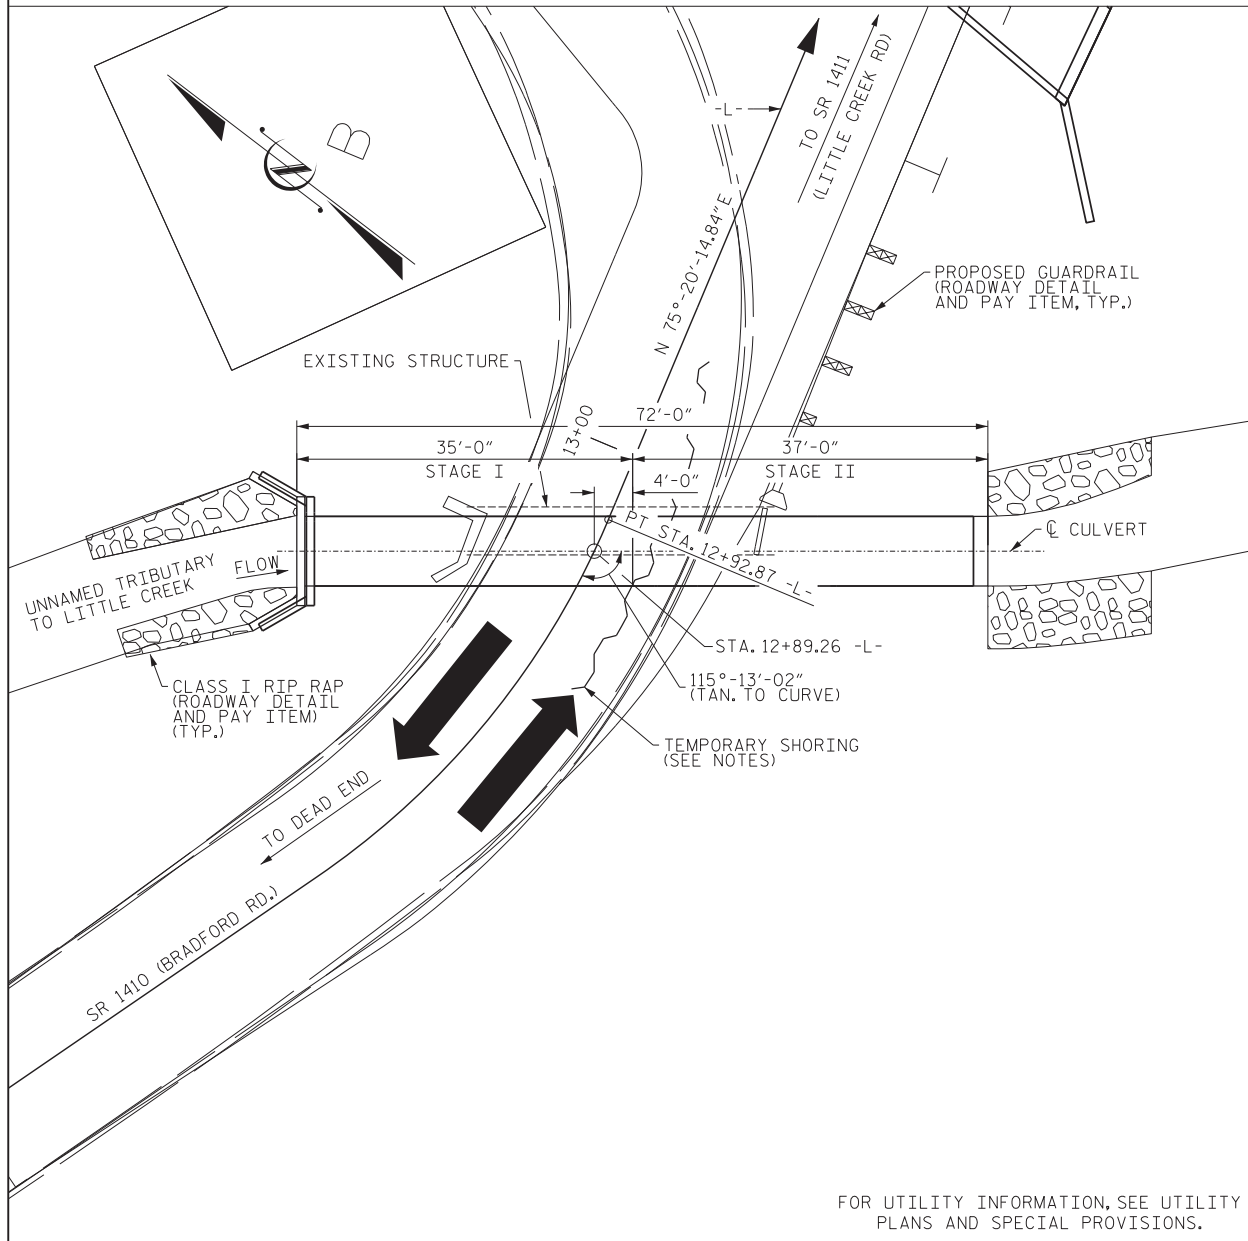 B
-L-
TO SR 1411
(LITTLE CREEK RD)
N 75°-20'-14.84"E
PROPOSED GUARDRAIL
(ROADWAY DETAIL
AND PAY ITEM, TYP.)
EXISTING STRUCTURE
13+00
72'-0"
35'-0"
37'-0"
STAGE I
STAGE II
4'-0"
PT STA. 12+92.87 -L-
℄ CULVERT
FLOW
UNNAMED TRIBUTARY
TO LITTLE CREEK
STA. 12+89.26 -L-
115°-13'-02"
(TAN. TO CURVE)
CLASS I RIP RAP
(ROADWAY DETAIL
AND PAY ITEM)
(TYP.)
TEMPORARY SHORING
(SEE NOTES)
TO DEAD END
SR 1410 (BRADFORD RD.)
FOR UTILITY INFORMATION, SEE UTILITY
PLANS AND SPECIAL PROVISIONS.